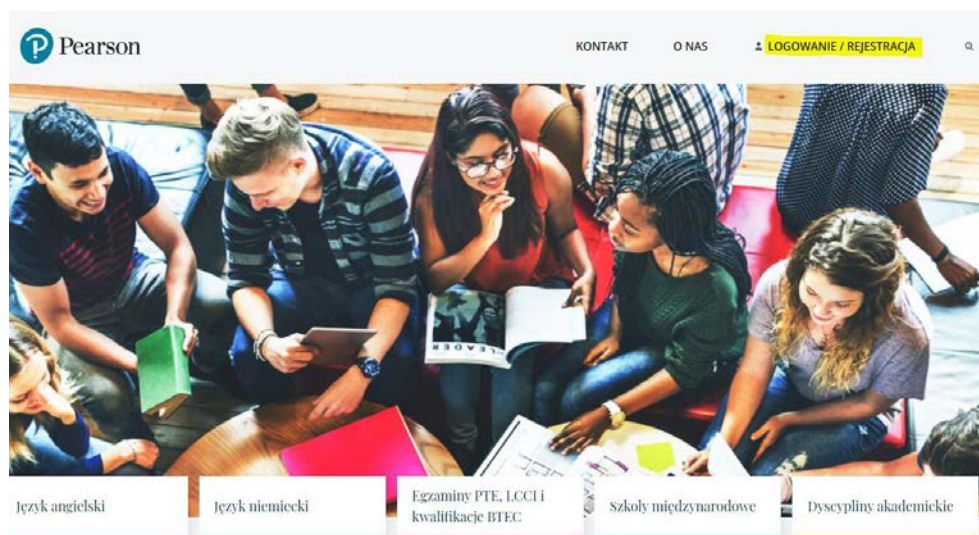 Pearson
KONTAKT
O NAS
LOGOWANIE / REJESTRACJA
Język angielski
Język niemiecki
Egzaminy PTE, LCCI i
kwalifikacje BTEC
Szkoły międzynarodowe
Dyscypliny akademickie